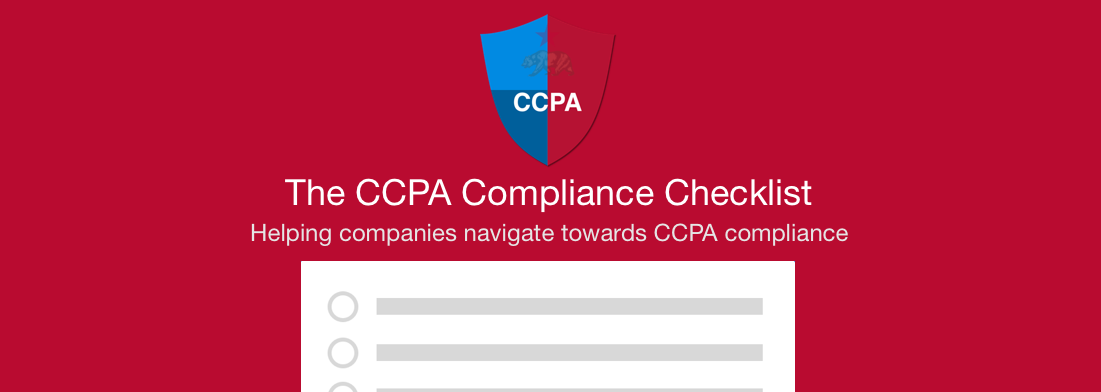 CCPA
The CCPA Compliance Checklist
Helping companies navigate towards CCPA compliance